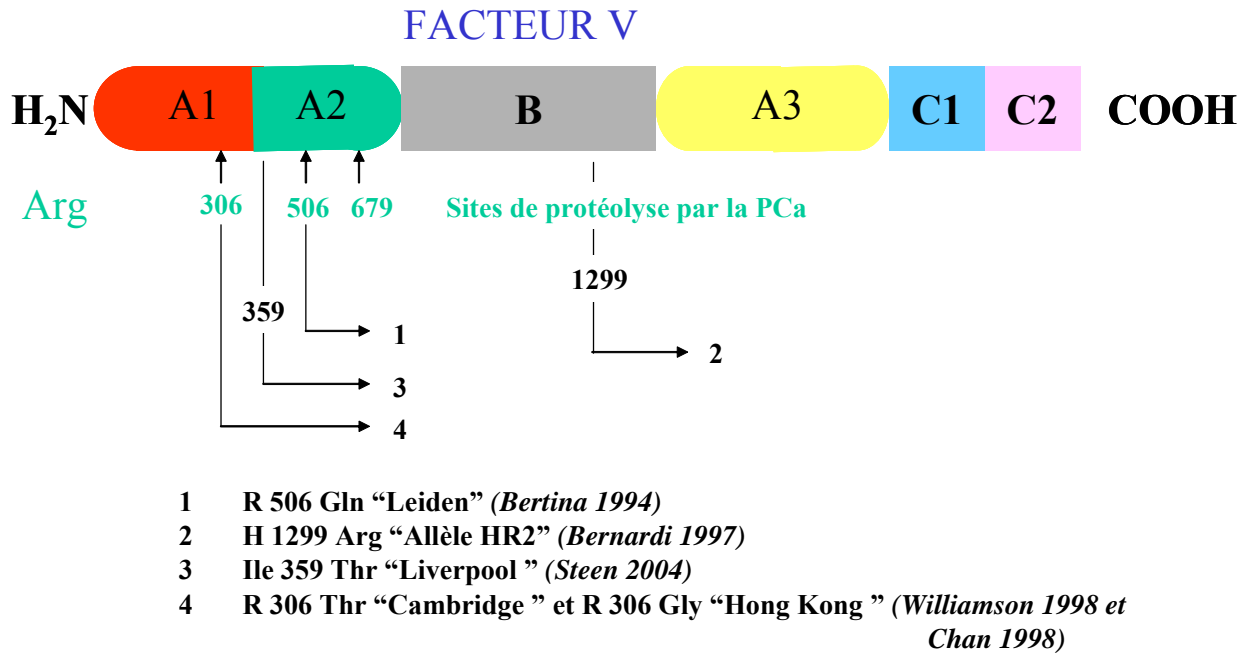 FACTEUR V
H₂N A1 A2 B A3 C1 C2 COOH
Arg 306 506 679 Sites de protéolyse par la PCa
1299
359
1
2
3
4
1 R 506 Gln “Leiden” (Bertina 1994)
2 H 1299 Arg “Allèle HR2” (Bernardi 1997)
3 Ile 359 Thr “Liverpool ” (Steen 2004)
4 R 306 Thr “Cambridge ” et R 306 Gly “Hong Kong ” (Williamson 1998 et
Chan 1998)